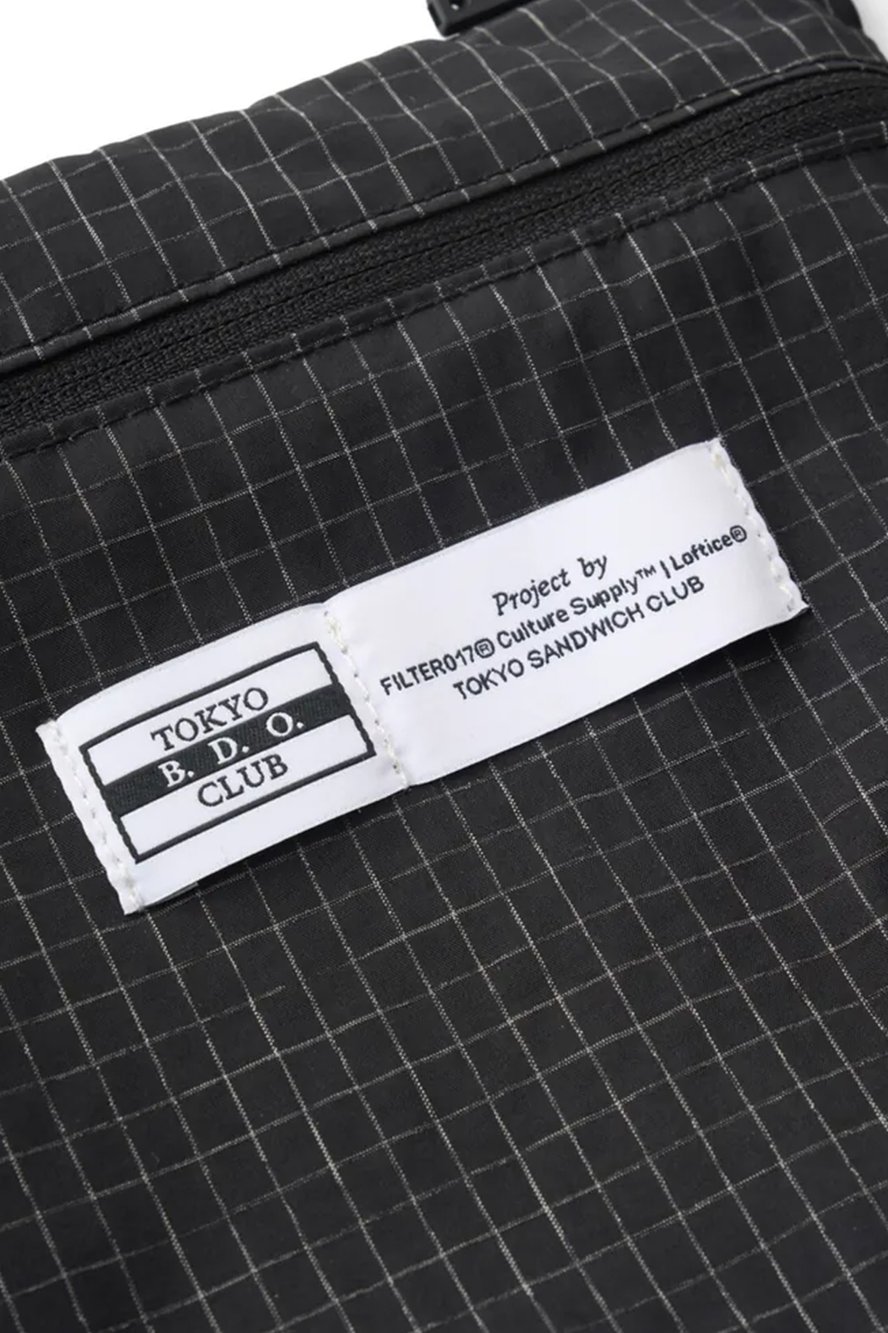 TOKYO
B. D. O.
CLUB
Project by
FILTER017® Culture Supply™ | Loftice®
TOKYO SANDWICH CLUB